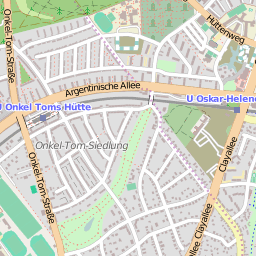 Onkel-Tom-Straße
Hüttenweg
Argentinische Allee
U Onkel Toms Hütte
U Oskar-Helene
Onkel-Tom-Siedlung
Clayallee
Onkel-Tom-Straße
Clayallee
Clayallee